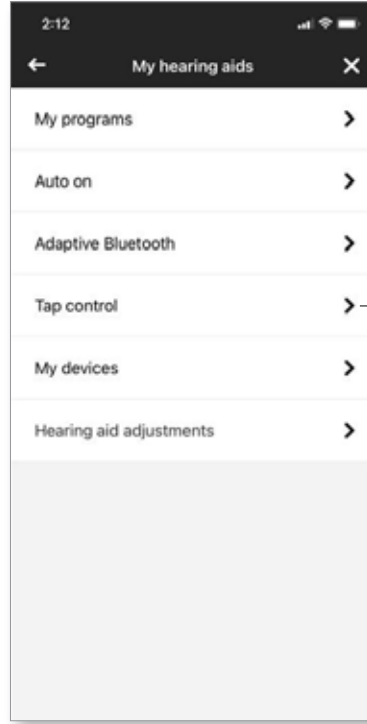 2:12
My hearing aids
My programs
Auto on
Adaptive Bluetooth
Tap control
My devices
Hearing aid adjustments